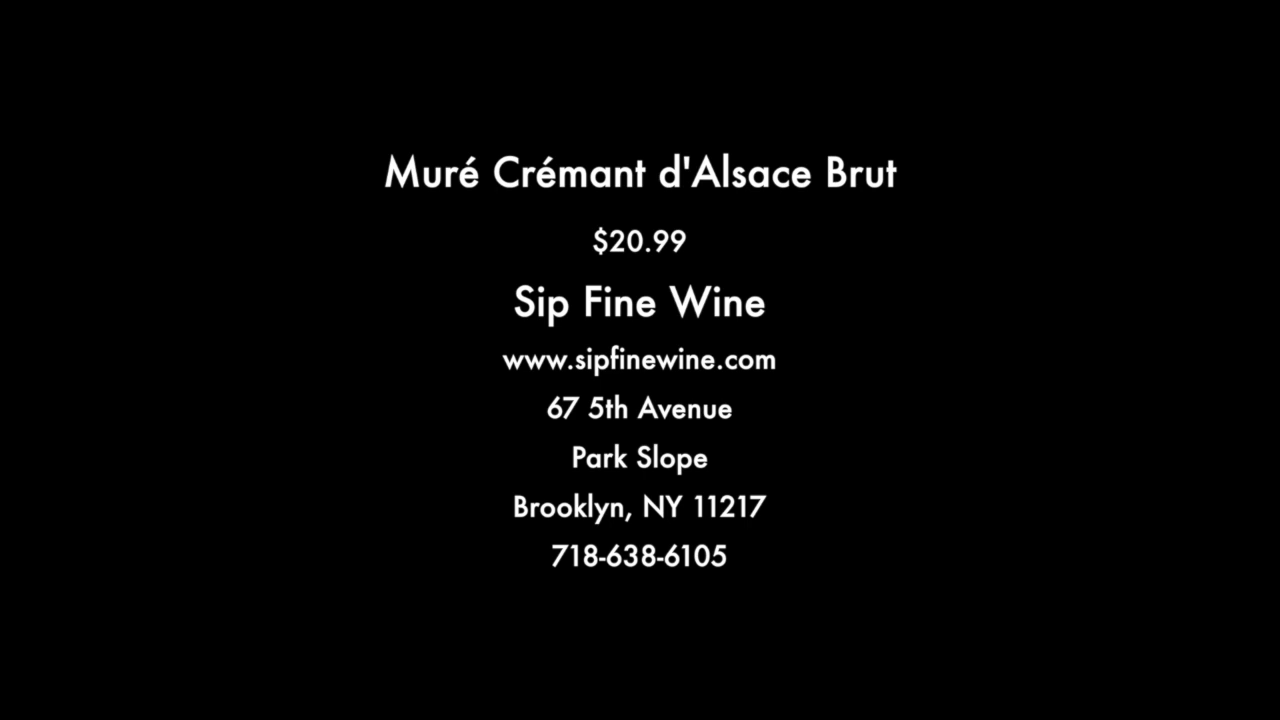 Muré Crémant d'Alsace Brut
$20.99
Sip Fine Wine
www.sipfinewine.com
67 5th Avenue
Park Slope
Brooklyn, NY 11217
718-638-6105